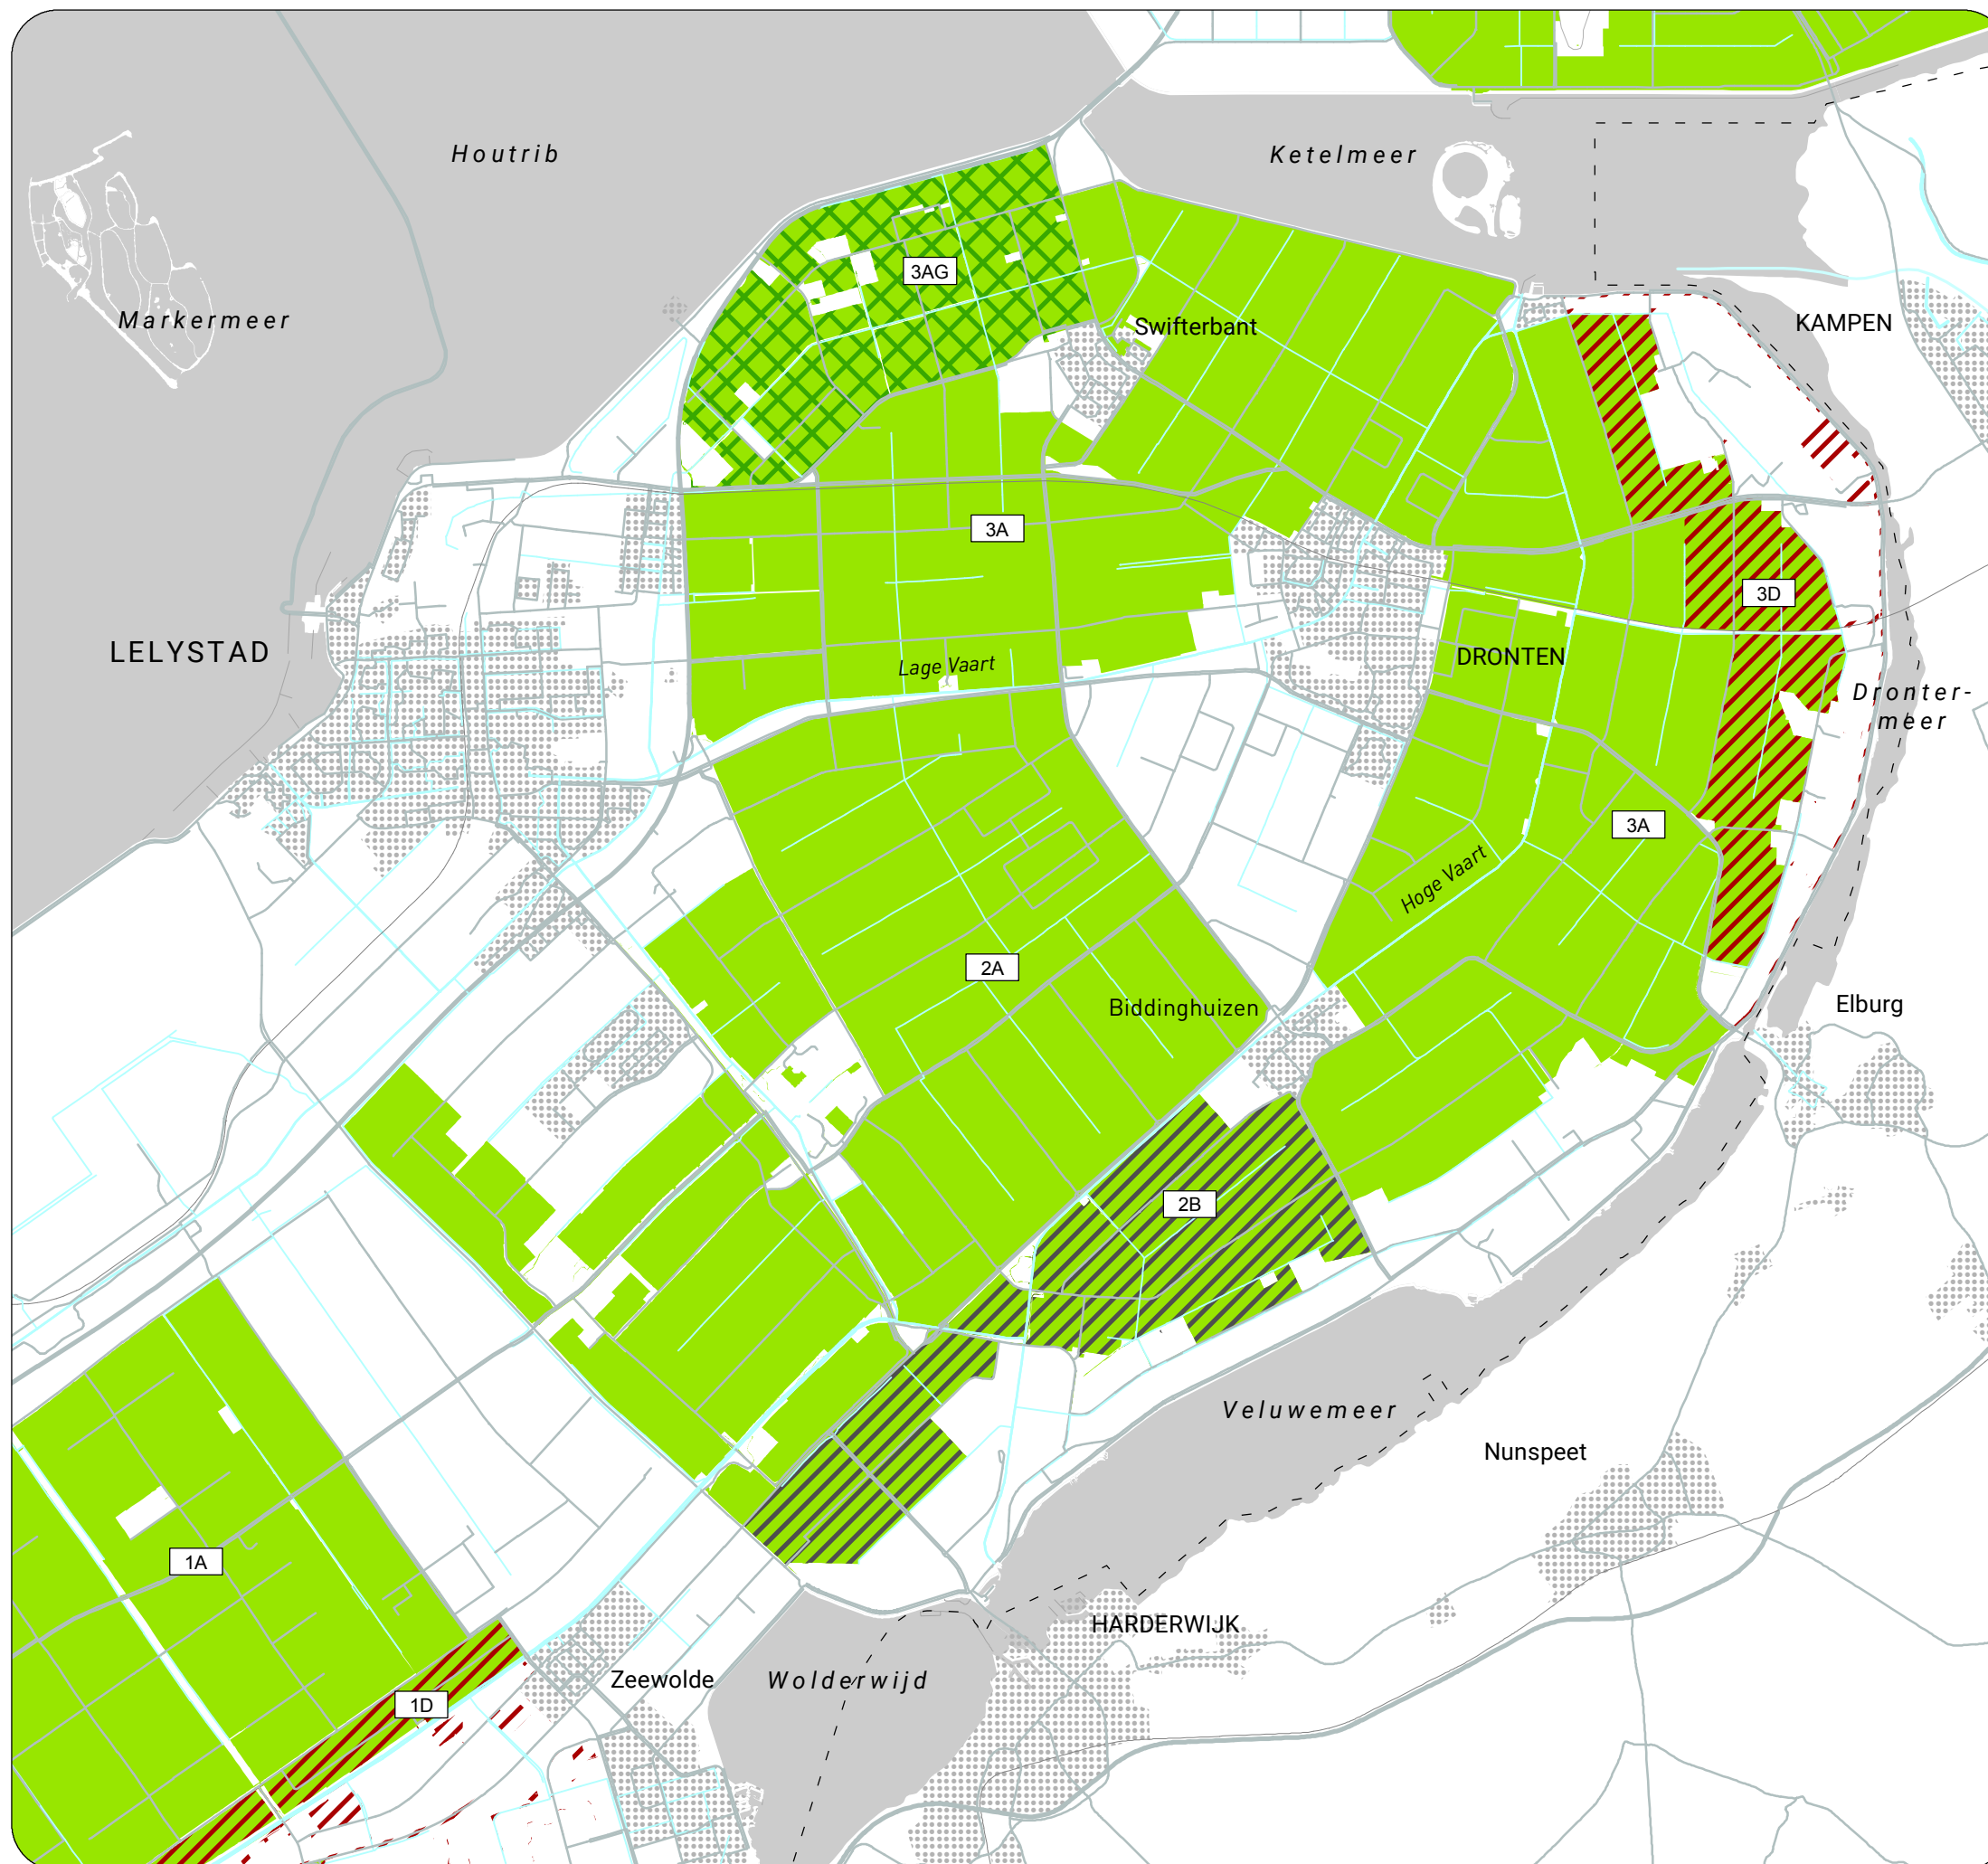 Houtrib
Ketelmeer
3AG
Markermeer
Swifterbant
KAMPEN
3A
3D
LELYSTAD
DRONTEN
Lage Vaart
Dronter-
meer
3A
Hoge Vaart
2A
Biddinghuizen
Elburg
2B
Veluwemeer
Nunspeet
1A
HARDERWIJK
Zeewolde
Wolderwijd
1D